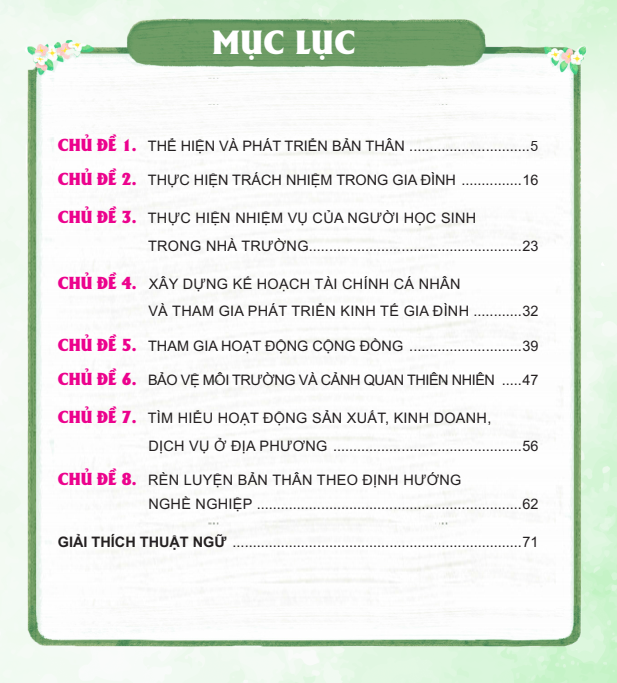 MỤC LỤC
CHỦ ĐỀ 1. THỂ HIỆN VÀ PHÁT TRIỂN BẢN THÂN ..............................5
CHỦ ĐỀ 2. THỰC HIỆN TRÁCH NHIỆM TRONG GIA ĐÌNH ...............16
CHỦ ĐỀ 3. THỰC HIỆN NHIỆM VỤ CỦA NGƯỜI HỌC SINH
TRONG NHÀ TRƯỜNG.....................................................23
CHỦ ĐỀ 4. XÂY DỰNG KẾ HOẠCH TÀI CHÍNH CÁ NHÂN
VÀ THAM GIA PHÁT TRIỂN KINH TẾ GIA ĐÌNH ............32
CHỦ ĐỀ 5. THAM GIA HOẠT ĐỘNG CỘNG ĐỒNG ............................39
CHỦ ĐỀ 6. BẢO VỆ MÔI TRƯỜNG VÀ CẢNH QUAN THIÊN NHIÊN .....47
CHỦ ĐỀ 7. TÌM HIỂU HOẠT ĐỘNG SẢN XUẤT, KINH DOANH,
DỊCH VỤ Ở ĐỊA PHƯƠNG ...............................................56
CHỦ ĐỀ 8. RÈN LUYỆN BẢN THÂN THEO ĐỊNH HƯỚNG
NGHỀ NGHIỆP ..................................................................62
GIẢI THÍCH THUẬT NGỮ ........................................................................71